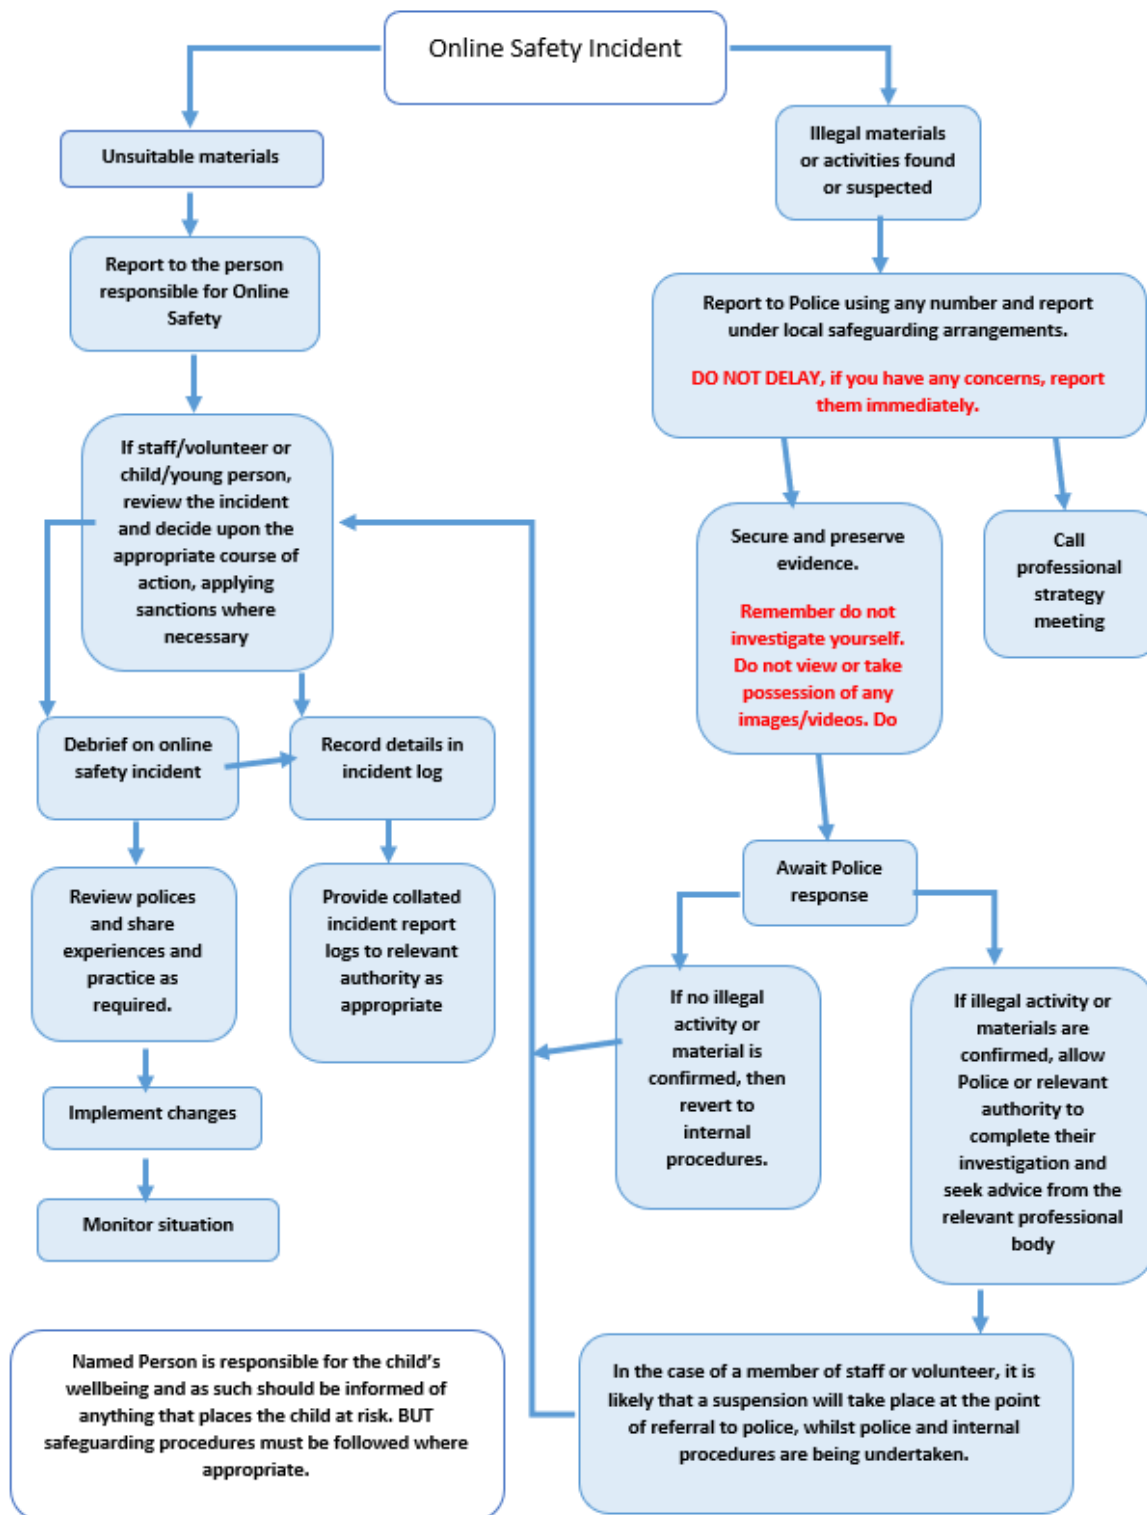 Online Safety Incident
Unsuitable materials
Illegal materials
or activities found
or suspected
Report to the person
responsible for Online
Safety
Report to Police using any number and report
under local safeguarding arrangements.
DO NOT DELAY, if you have any concerns, report
them immediately.
If staff/volunteer or
child/young person,
review the incident
and decide upon the
appropriate course of
action, applying
sanctions where
necessary
Secure and preserve
evidence.
Remember do not
investigate yourself.
Do not view or take
possession of any
images/videos. Do
Call
professional
strategy
meeting
Debrief on online
safety incident
Record details in
incident log
Await Police
response
Review polices
and share
experiences and
practice as
required.
Provide collated
incident report
logs to relevant
authority as
appropriate
If no illegal
activity or
material is
confirmed, then
revert to
internal
procedures.
If illegal activity or
materials are
confirmed, allow
Police or relevant
authority to
complete their
investigation and
seek advice from the
relevant professional
body
Implement changes
Monitor situation
Named Person is responsible for the child's
wellbeing and as such should be informed of
anything that places the child at risk. BUT
safeguarding procedures must be followed where
appropriate.
In the case of a member of staff or volunteer, it is
likely that a suspension will take place at the point
of referral to police, whilst police and internal
procedures are being undertaken.